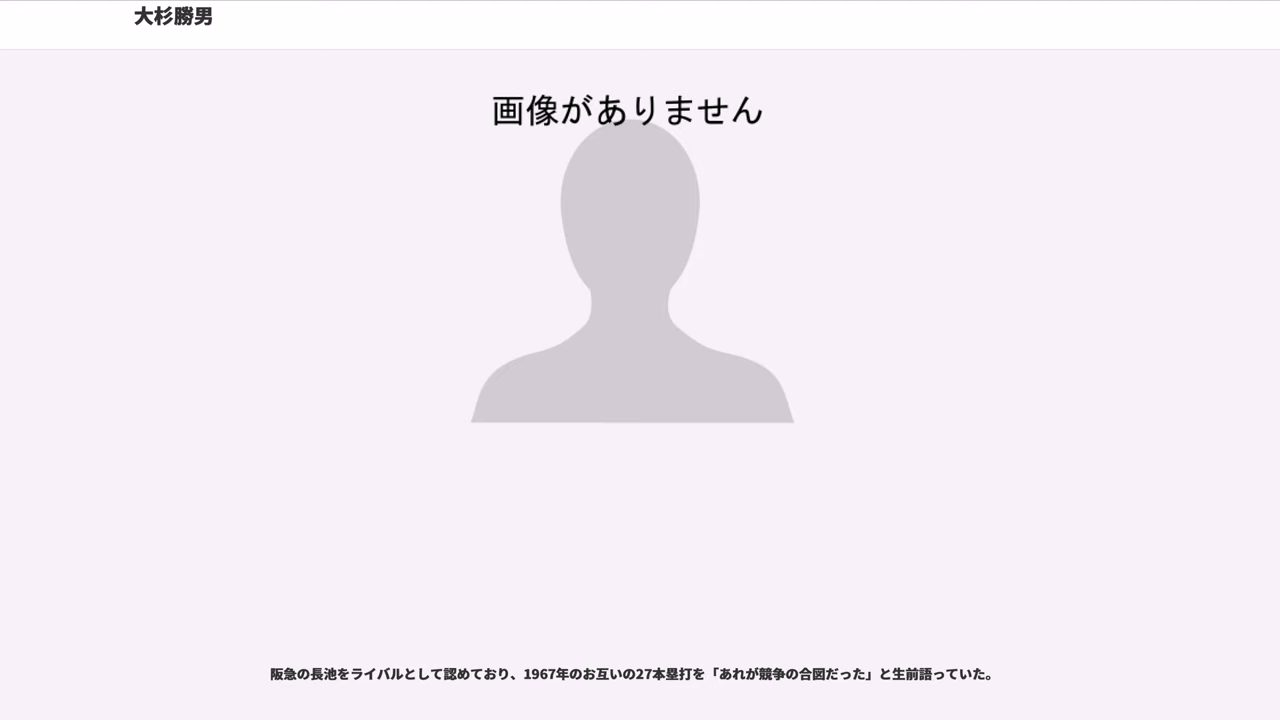 大杉勝男
画像がありません
阪急の長池をライバルとして認めており、1967年のお互いの27本塁打を「あれが競争の合図だった」と生前語っていた。